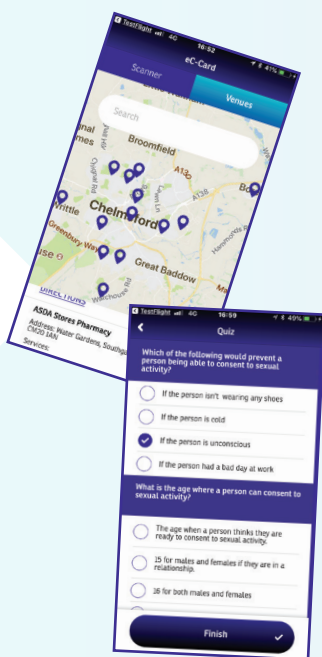 TestFlight 4G 16:52 41%
eC-Card
Scanner Venues
Search
Broomfield
A130
A138
Chelmsford
Writtle
Great Baddow
Warehouse Rd
DIRECTIONS
ASDA Stores Pharmacy
Address: Water Gardens, Southga
CM20 1AN
Services:
TestFlight 4G 16:59 49%
Quiz
Which of the following would prevent a
person being able to consent to sexual
activity?
If the person isn't wearing any shoes
If the person is cold
If the person is unconscious
If the person had a bad day at work
What is the age where a person can consent to
sexual activity?
The age when a person thinks they are
ready to consent to sexual activity.
15 for males and females if they are in a
relationship.
16 for both males and females
Finish